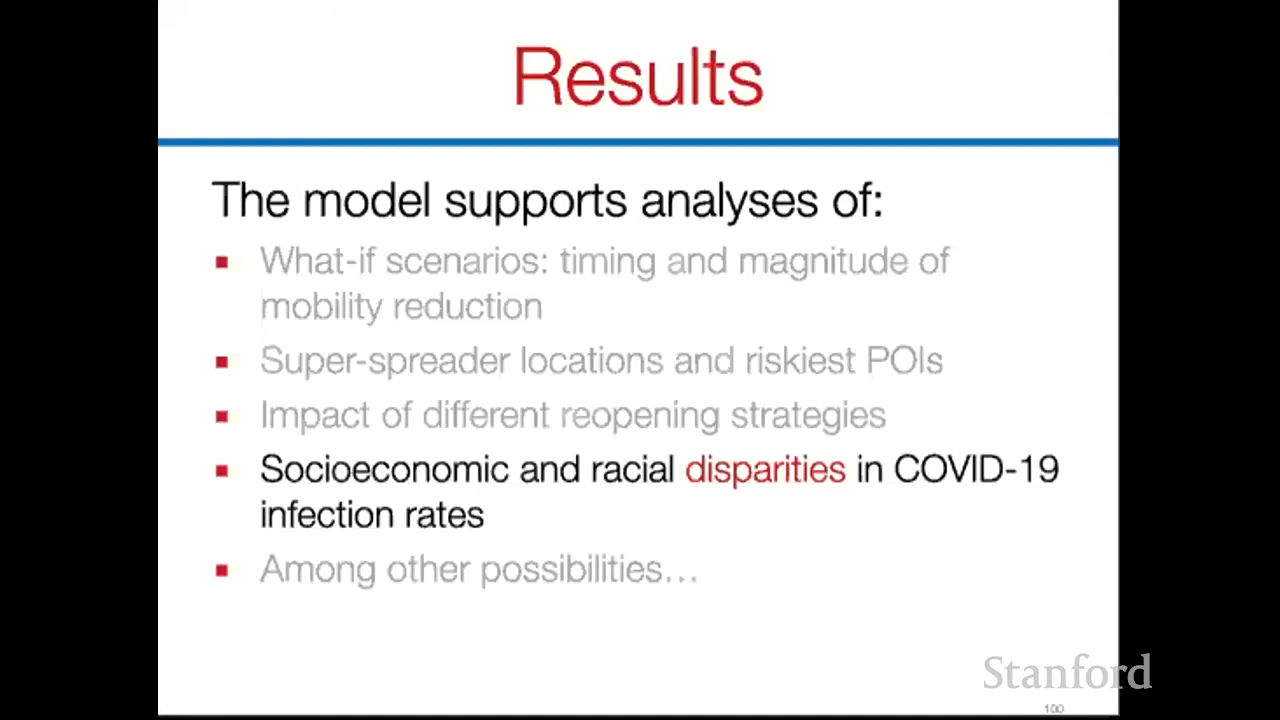 Results
The model supports analyses of:
What-if scenarios: timing and magnitude of
mobility reduction
Super-spreader locations and riskiest POIs
Impact of different reopening strategies
Socioeconomic and racial disparities in COVID-19
infection rates
Among other possibilities…
Stanford
100